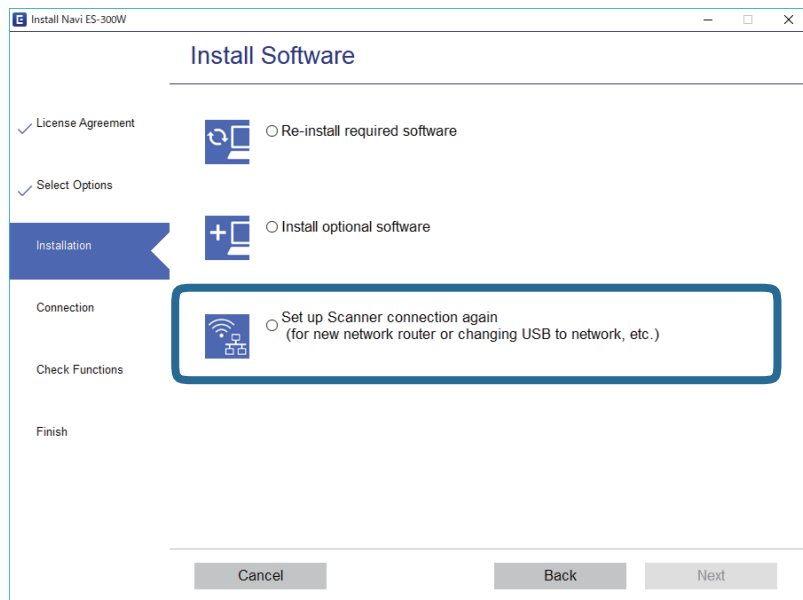 E Install Navi ES-300W
Install Software
License Agreement
Select Options
Installation
Connection
Check Functions
Finish
Re-install required software
Install optional software
Set up Scanner connection again
(for new network router or changing USB to network, etc.)
Cancel
Back
Next